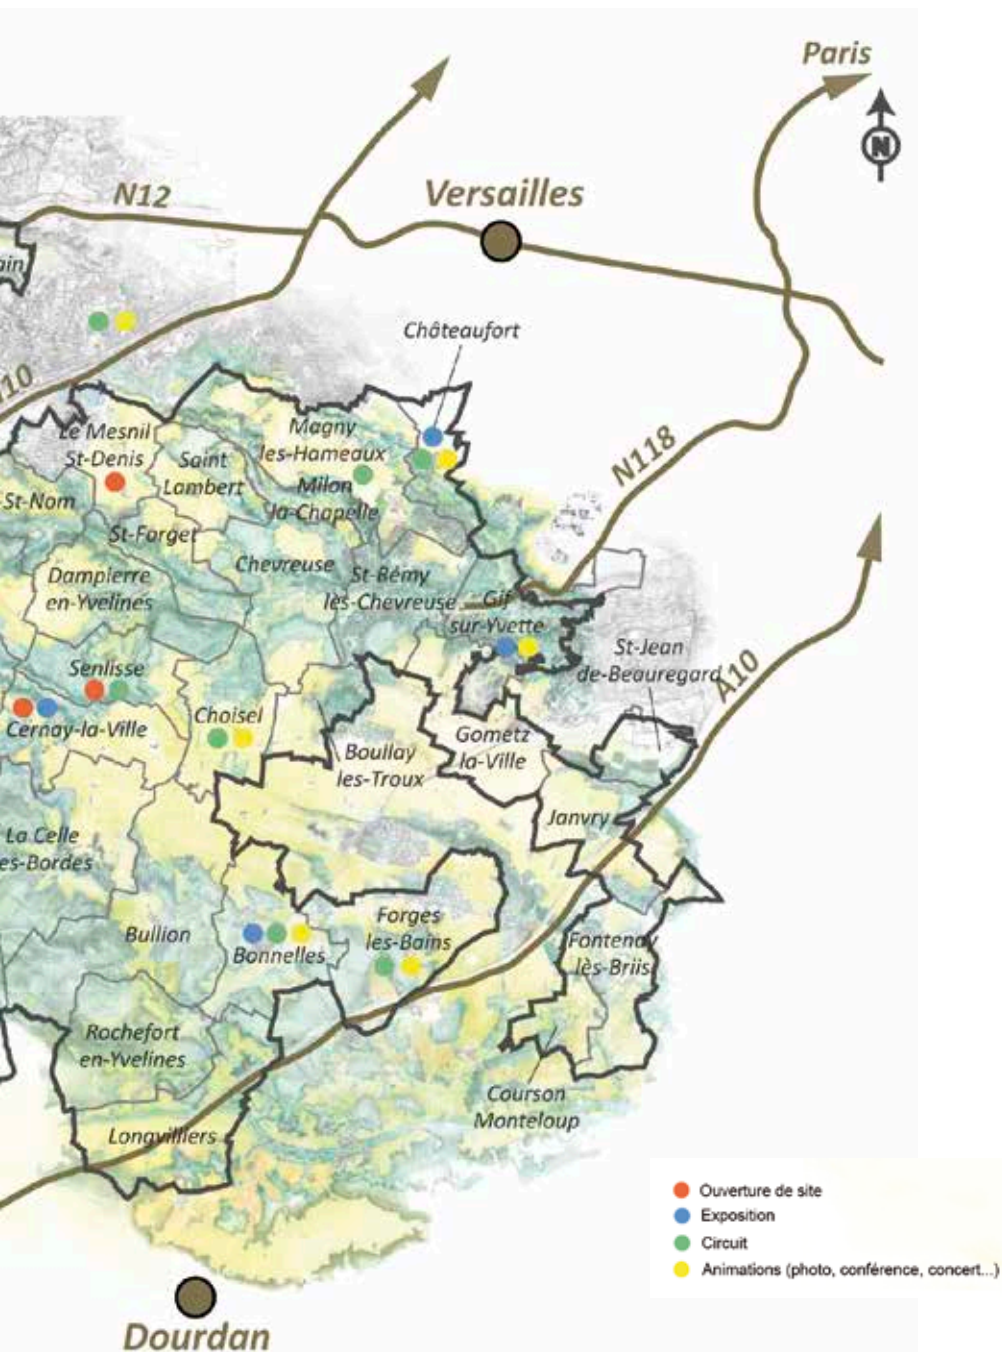 Paris
N
N12
Versailles
ain
Châteaufort
N10
Le Mesnil
St-Denis
Magny
les-Hameaux
Saint
Lambert
N118
St-Nom
Milon
la-Chapelle
St-Forget
Chevreuse
Dampierre
en-Yvelines
St-Rémy
lès-Chevreuse
Gif
sur-Yvette
St-Jean
de-Beauregard
A10
Senlisse
Cernay-la-Ville
Choisel
Boullay
les-Troux
Gometz
la-Ville
Janvry
La Celle
es-Bordes
Bullion
Bonnelles
Forges
les-Bains
Fontenay
lès-Briis
Rochefort
en-Yvelines
Courson
Monteloup
Longvilliers
Ouverture de site
Exposition
Circuit
Animations (photo, conférence, concert...)
Dourdan